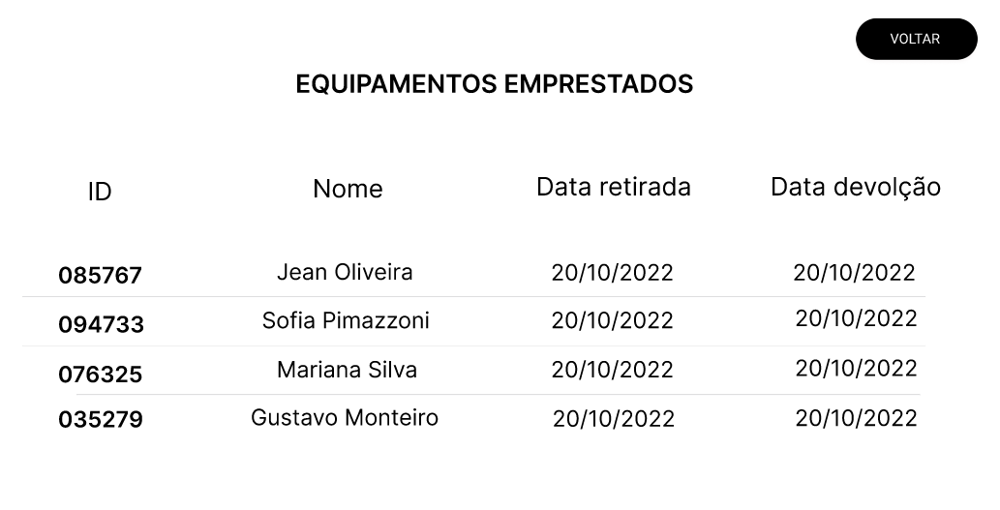 VOLTAR
EQUIPAMENTOS EMPRESTADOS
ID Nome Data retirada Data devolção
085767 Jean Oliveira 20/10/2022 20/10/2022
094733 Sofia Pimazzoni 20/10/2022 20/10/2022
076325 Mariana Silva 20/10/2022 20/10/2022
035279 Gustavo Monteiro 20/10/2022 20/10/2022